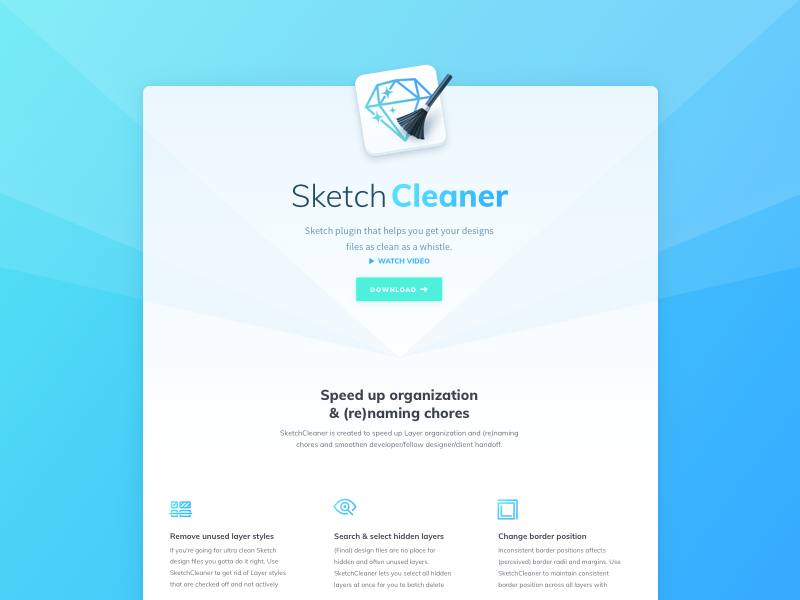 Sketch Cleaner
Sketch plugin that helps you get your designs
files as clean as a whistle.
WATCH VIDEO
DOWNLOAD
Speed up organization
& (re)naming chores
SketchCleaner is created to speed up Layer organization and (re)naming
chores and smoothen developer/fellow designer/client handoff.
Remove unused layer styles
If you're going for ultra clean Sketch
design files you gotta do it right. Use
SketchCleaner to get rid of Layer styles
that are checked off and not actively
Search & select hidden layers
(Final) design files are no place for
hidden and often unused layers.
SketchCleaner lets you select all hidden
layers at once for you to batch delete
Change border position
Inconsistent border positions affects
(perceived) border radii and margins. Use
SketchCleaner to maintain consistent
border position across all layers with